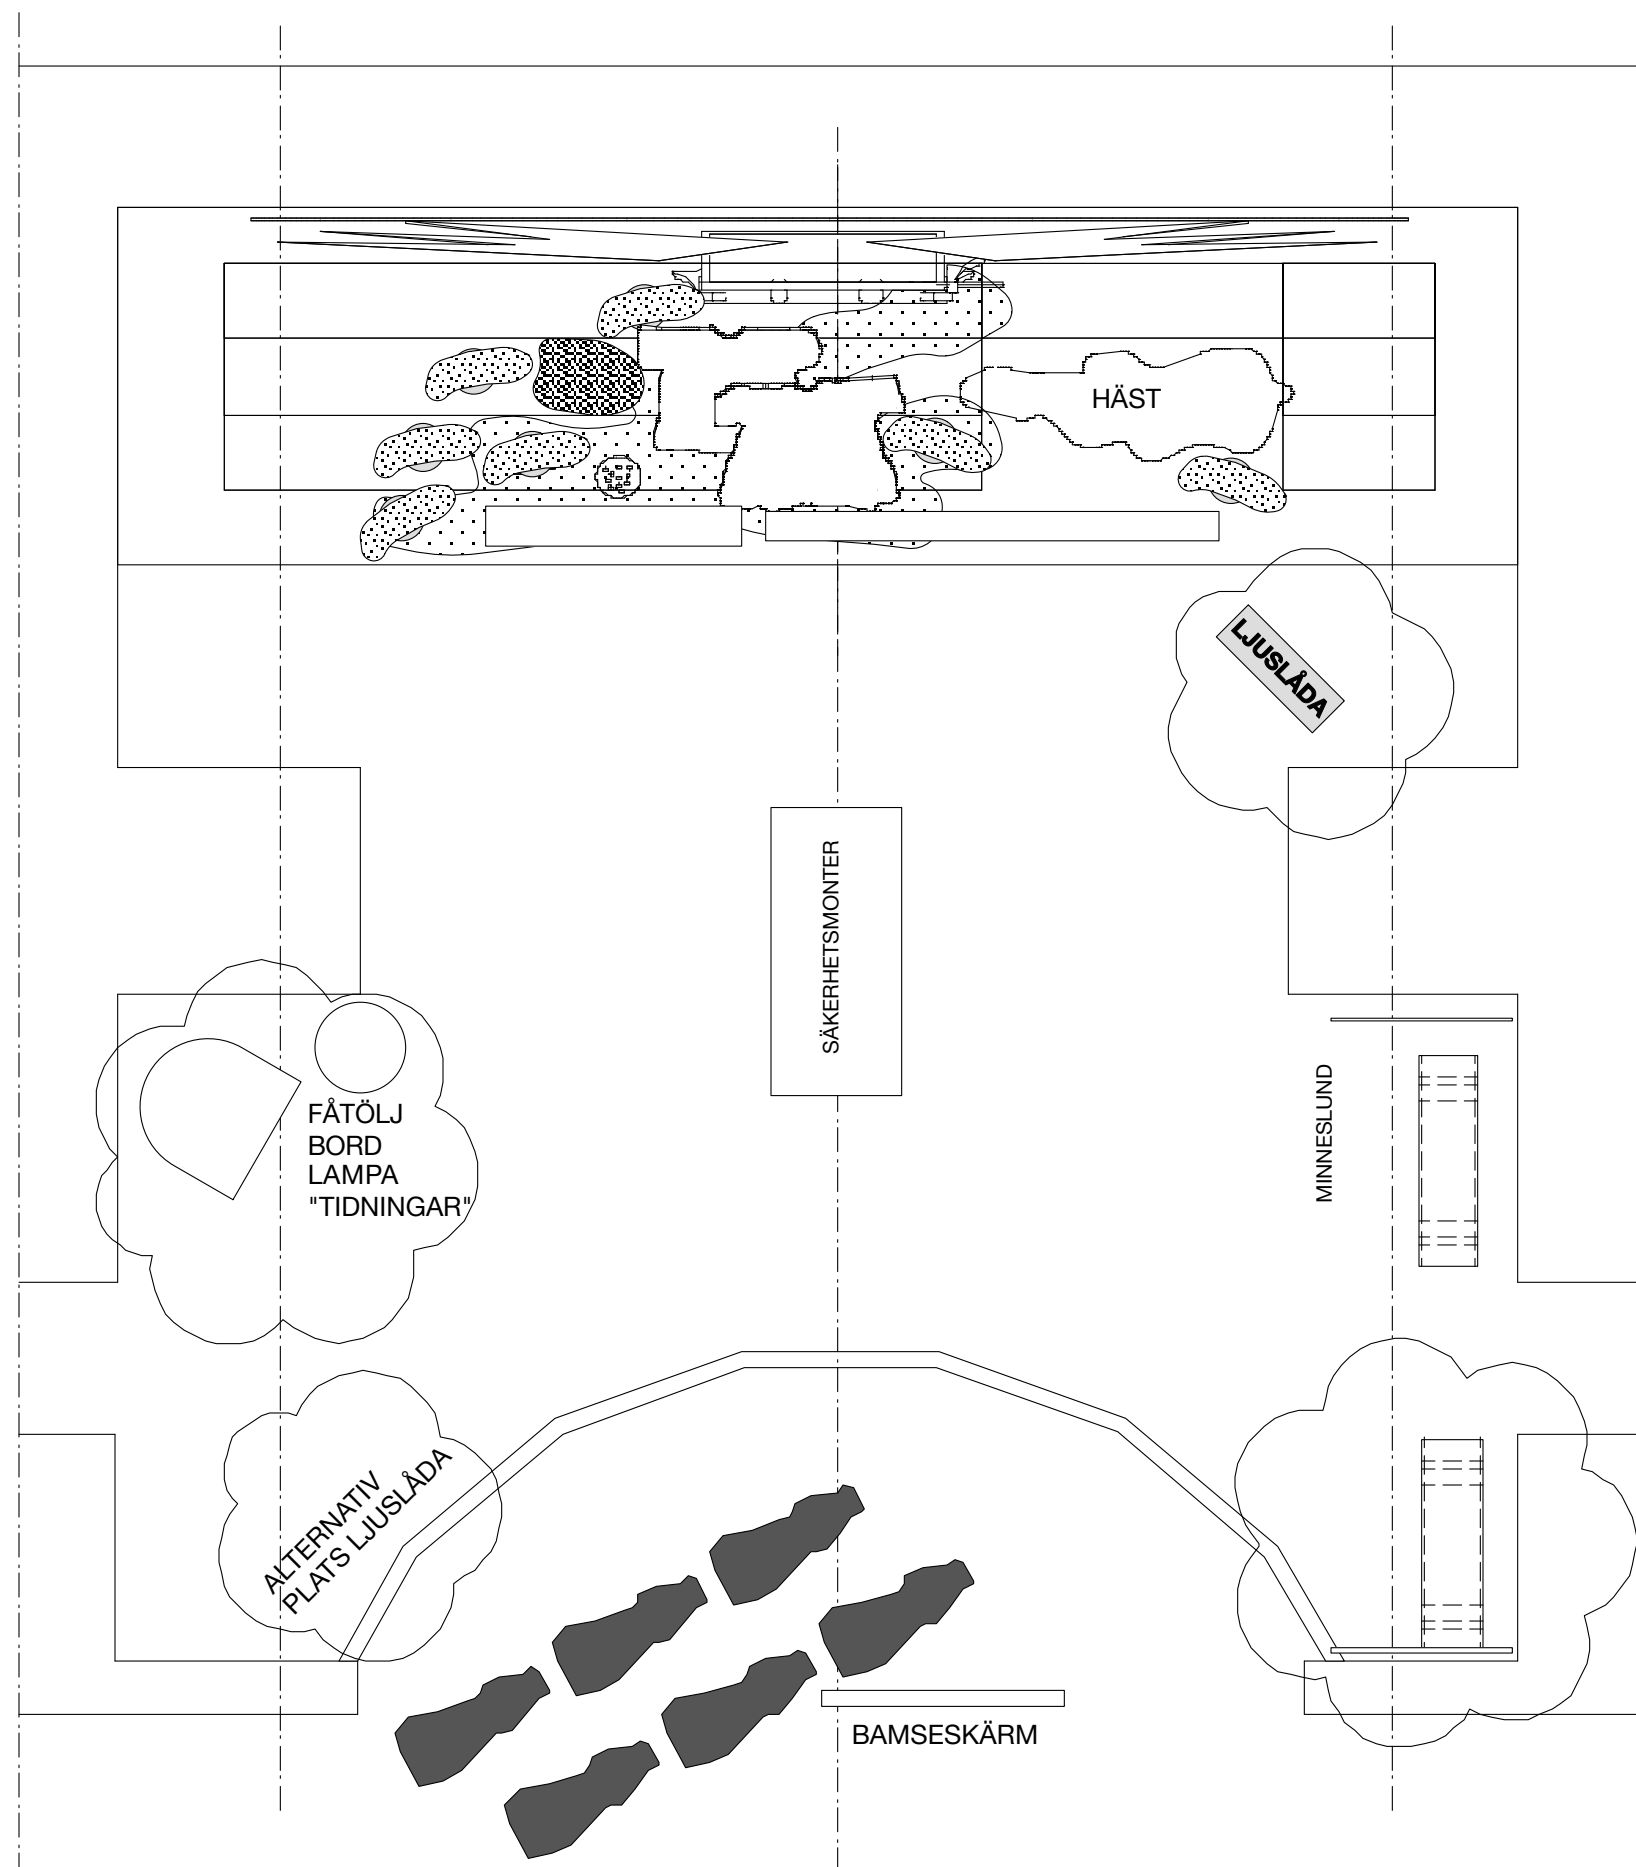 HÄST
LJUSLÅDA
SÄKERHETSMONTER
FÅTÖLJ
BORD
LAMPA
"TIDNINGAR"
MINNESLUND
ALTERNATIV
PLATS LJUSLÅDA
BAMSESKÄRM